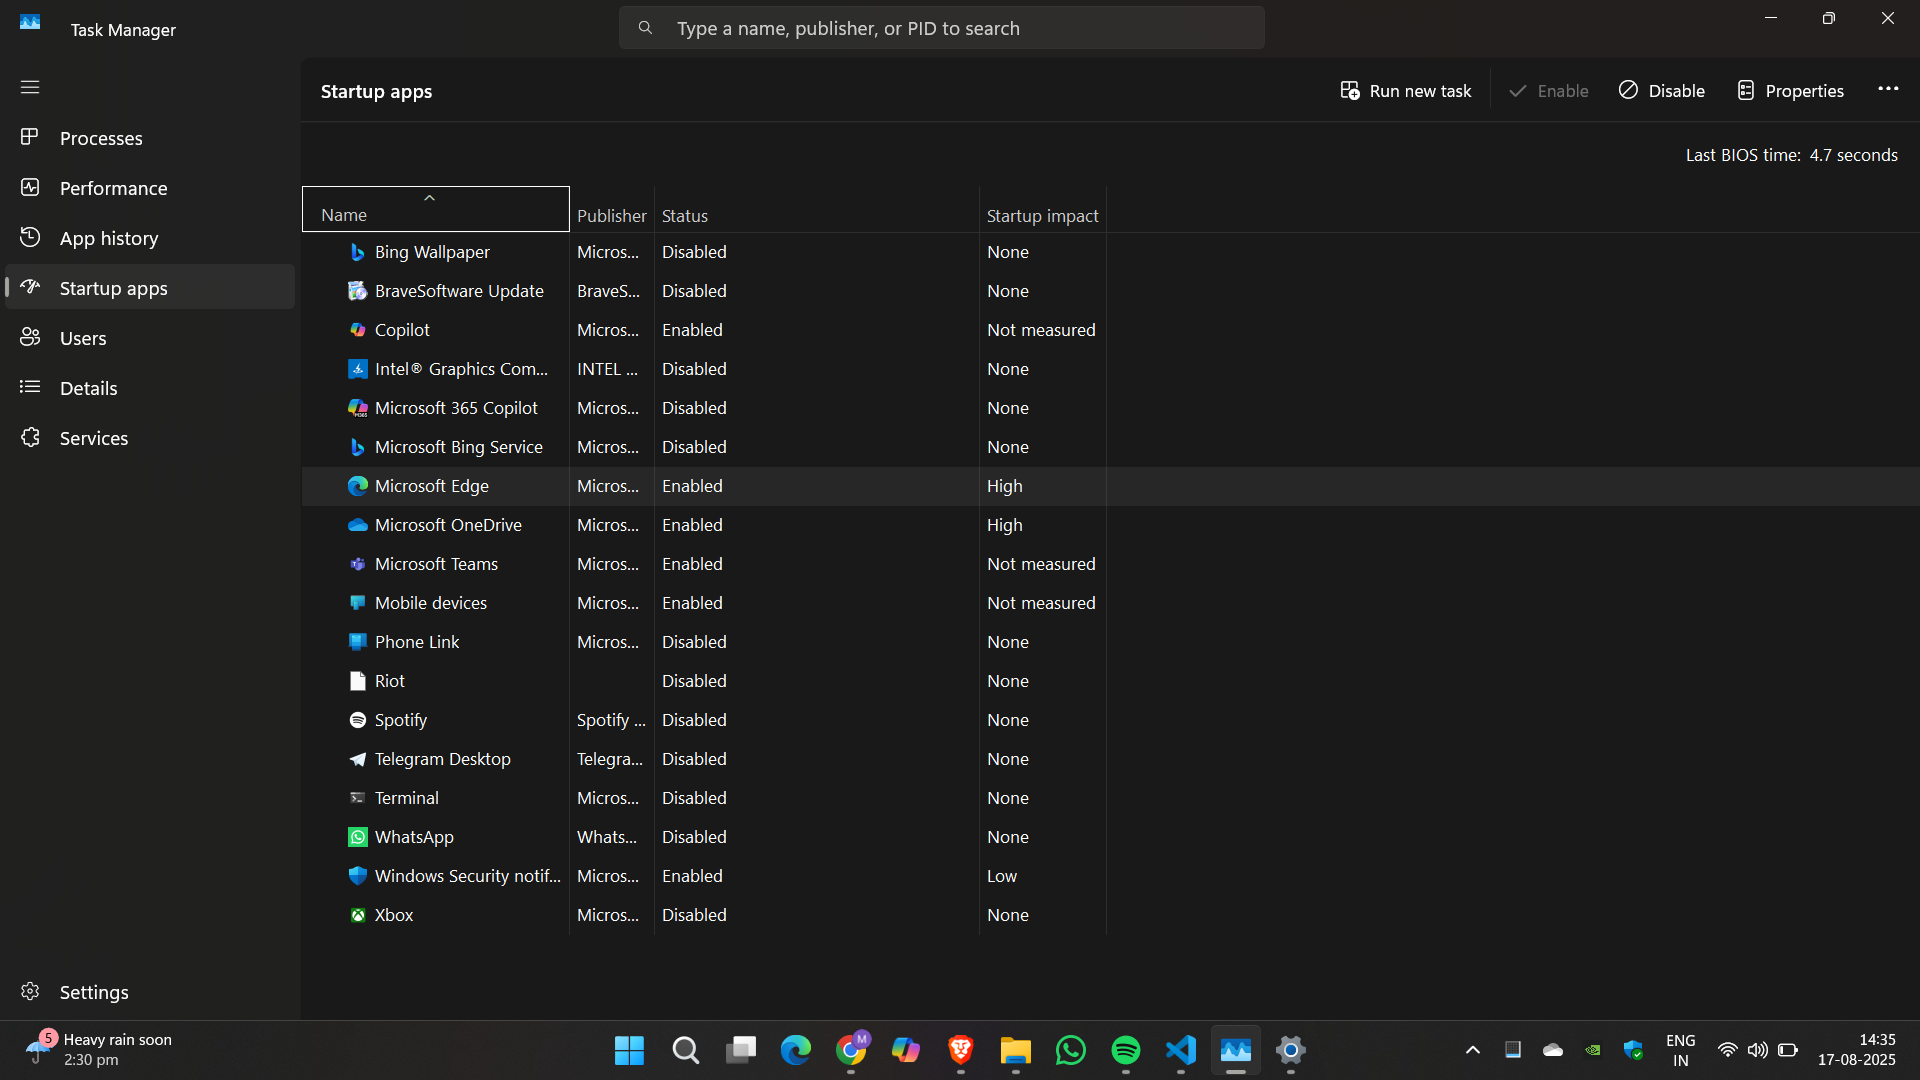 Task Manager
Type a name, publisher, or PID to search
Startup apps
Run new task
Enable
Disable
Properties
Processes
Performance
App history
Startup apps
Users
Details
Services
Settings
Last BIOS time: 4.7 seconds
Name Publisher Status Startup impact
Bing Wallpaper Micros... Disabled None
BraveSoftware Update BraveS... Disabled None
Copilot Micros... Enabled Not measured
Intel® Graphics Com... INTEL ... Disabled None
Microsoft 365 Copilot Micros... Disabled None
Microsoft Bing Service Micros... Disabled None
Microsoft Edge Micros... Enabled High
Microsoft OneDrive Micros... Enabled High
Microsoft Teams Micros... Enabled Not measured
Mobile devices Micros... Enabled Not measured
Phone Link Micros... Disabled None
Riot Disabled None
Spotify Spotify ... Disabled None
Telegram Desktop Telegra... Disabled None
Terminal Micros... Disabled None
WhatsApp Whats... Disabled None
Windows Security notif... Micros... Enabled Low
Xbox Micros... Disabled None
5
Heavy rain soon
2:30 pm
M
ENG
IN
14:35
17-08-2025